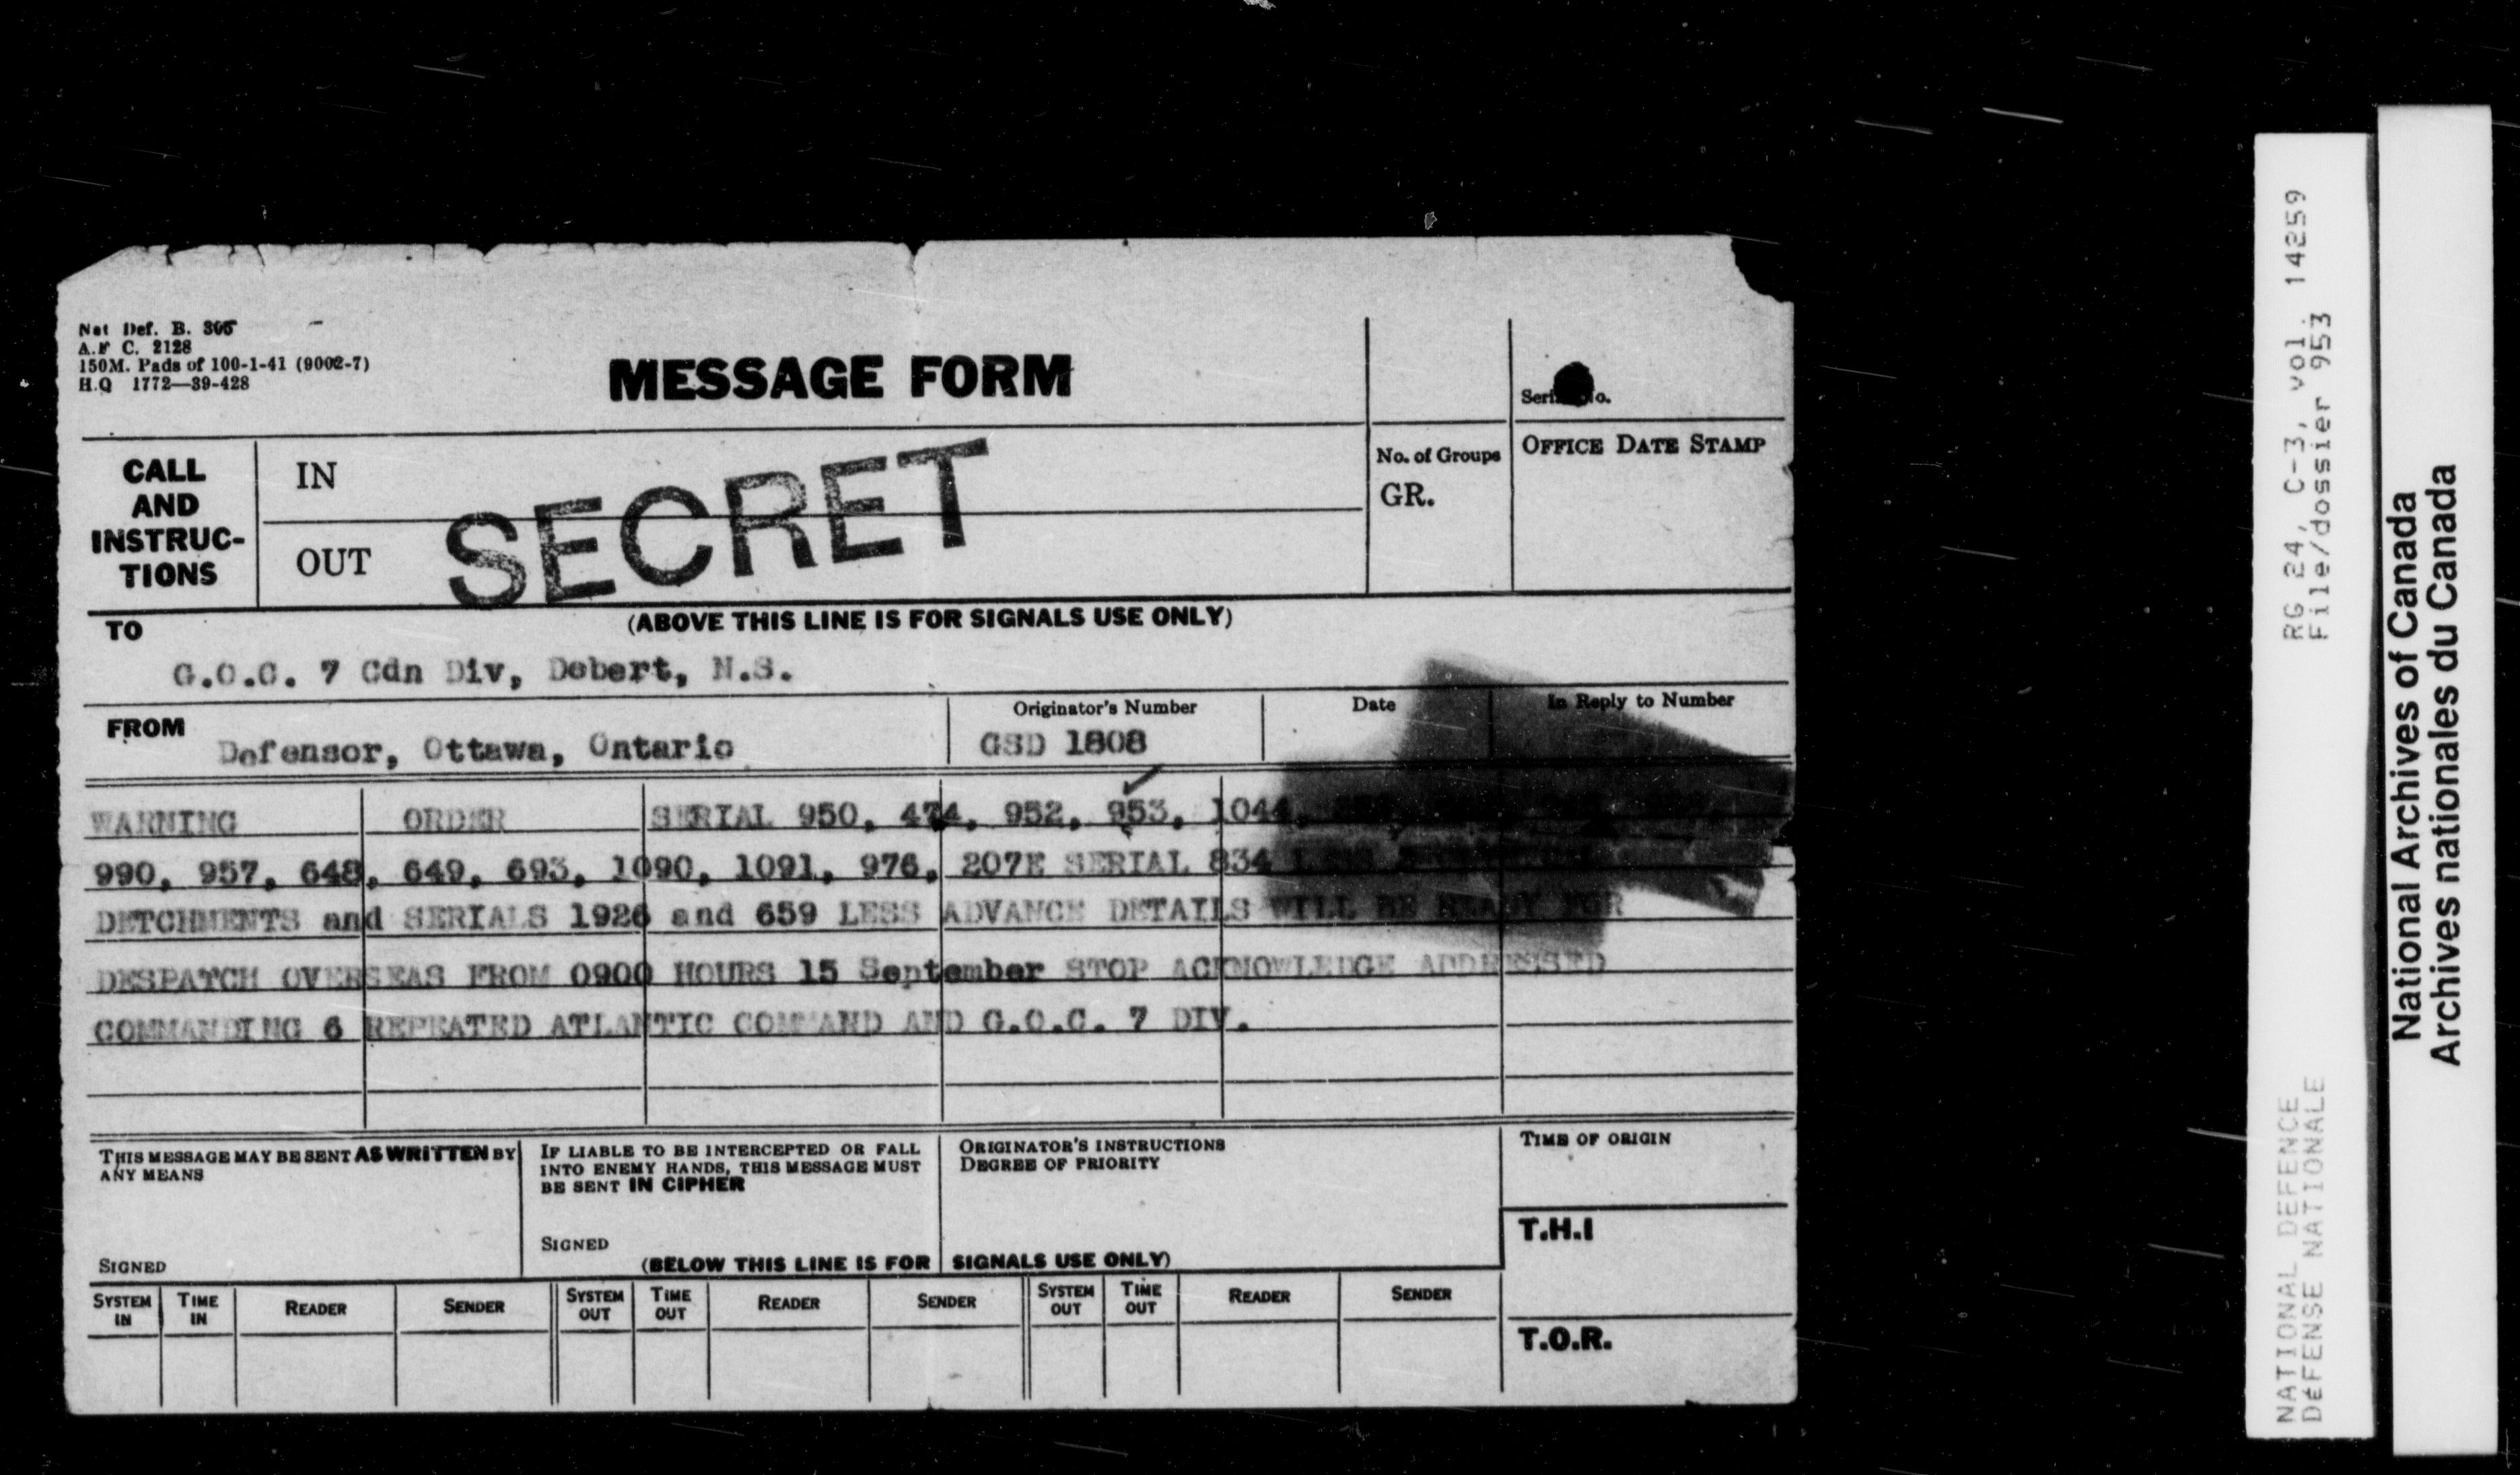 Nat Def. B. 305
A.F C. 2128
150M. Pads of 100-1-41 (9002-7)
H.Q 1772—39-428
MESSAGE FORM
No.
CALL AND INSTRUC-TIONS
IN
OUT
SECRET
No. of Groups
GR.
OFFICE DATE STAMP
(ABOVE THIS LINE IS FOR SIGNALS USE ONLY)
TO
G.O.C. 7 Cdn Div, Debert, N.S.
FROM
Defensor, Ottawa, Ontario
Originator's Number
GSD 1808
Date
In Reply to Number
WARNING ORDER SERIAL 950, 474, 952, 953, 1044,
990, 957, 648, 649, 693, 1090, 1091, 976, 207E SERIAL 834 LESS
DETCHMENTS and SERIALS 1926 and 659 LESS ADVANCE DETAILS WILL BE READY FOR
DESPATCH OVERSEAS FROM 0900 HOURS 15 September STOP ACKNOWLEDGE ADDRESSED
COMMANDING 6 REPEATED ATLANTIC COMMAND AND G.O.C. 7 DIV.
THIS MESSAGE MAY BE SENT AS WRITTEN BY
ANY MEANS
SIGNED
IF LIABLE TO BE INTERCEPTED OR FALL
INTO ENEMY HANDS, THIS MESSAGE MUST
BE SENT IN CIPHER
SIGNED
ORIGINATOR'S INSTRUCTIONS
DEGREE OF PRIORITY
TIME OF ORIGIN
T.H.I
T.O.R.
(BELOW THIS LINE IS FOR SIGNALS USE ONLY)
SYSTEM IN TIME IN READER SENDER SYSTEM OUT TIME OUT READER SENDER SYSTEM OUT TIME OUT READER SENDER
RG 24, C-3, vol. 14259
File/dossier 953
NATIONAL DEFENCE
DÉFENSE NATIONALE
National Archives of Canada
Archives nationales du Canada